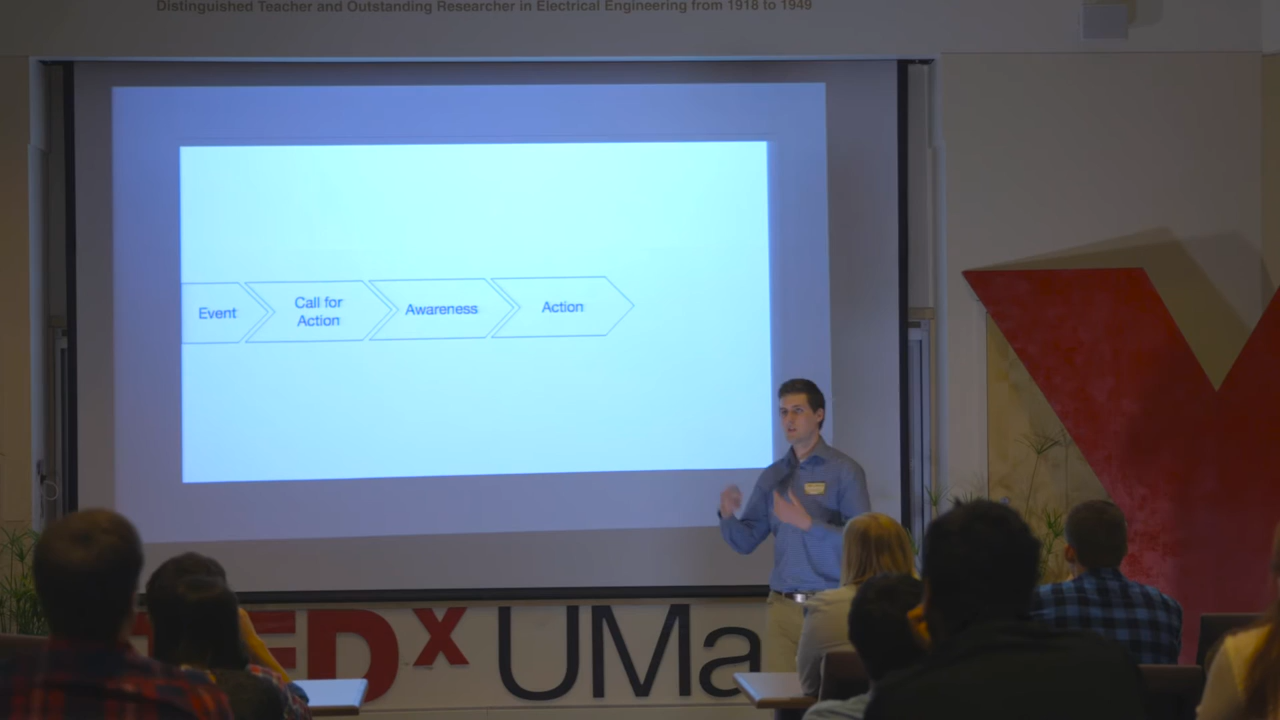 Distinguished Teacher and Outstanding Researcher in Electrical Engineering from 1918 to 1949
Event
Call for
Action
Awareness
Action
TEDx UMa